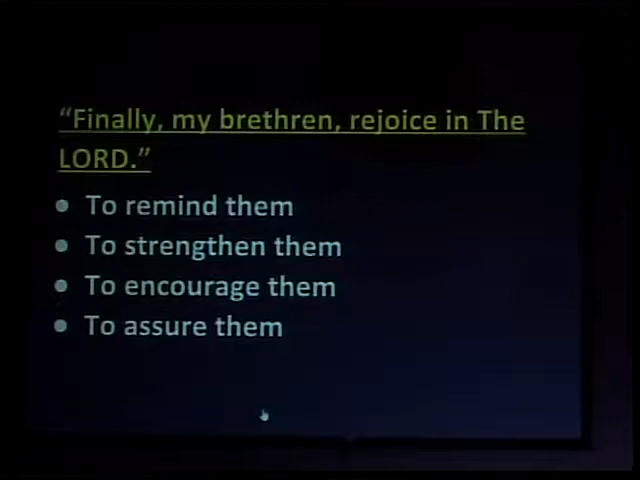 “Finally, my brethren, rejoice in The
LORD.”
• To remind them
• To strengthen them
• To encourage them
• To assure them